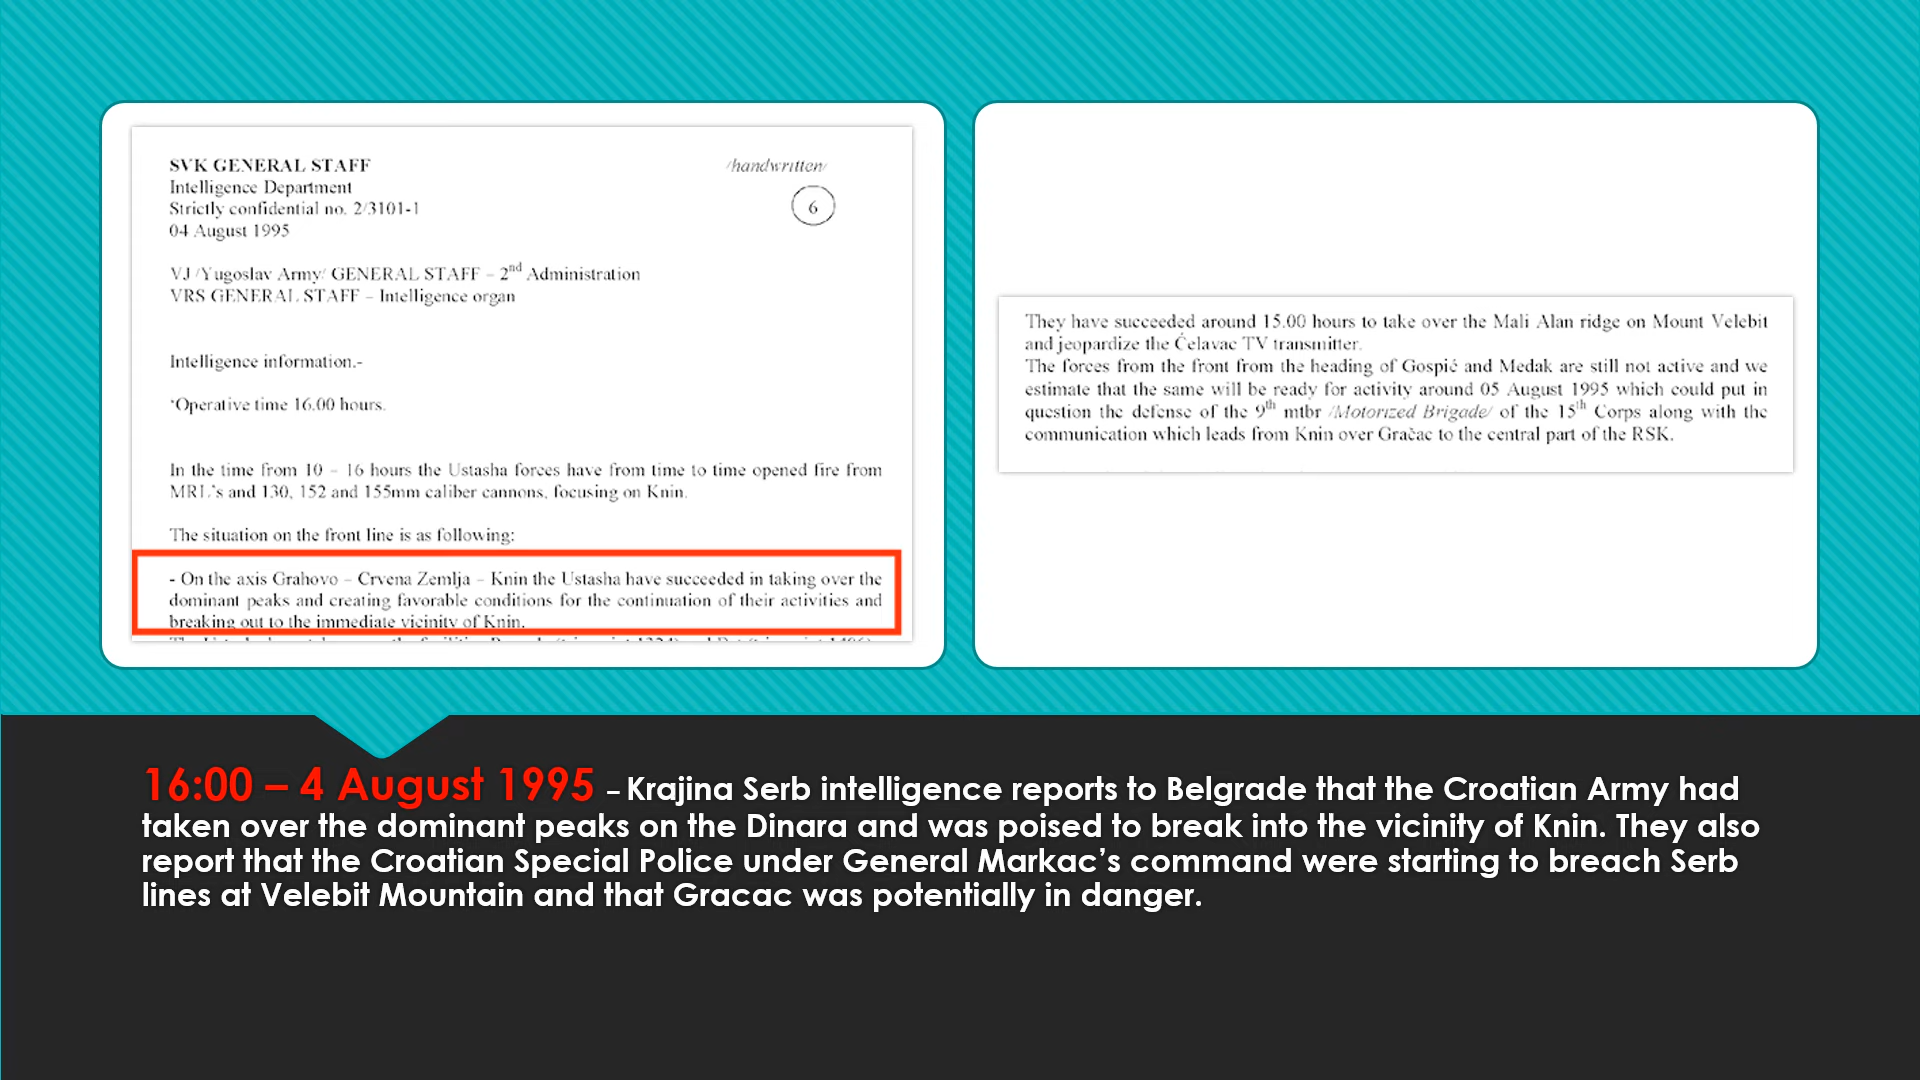 SVK GENERAL STAFF
/handwritten/
Intelligence Department
Strictly confidential no. 2/3101-1
6
04 August 1995
VJ /Yugoslav Army/ GENERAL STAFF – 2nd Administration
VRS GENERAL STAFF – Intelligence organ
Intelligence information.-
"Operative time 16.00 hours.
In the time from 10 – 16 hours the Ustasha forces have from time to time opened fire from
MRL's and 130, 152 and 155mm caliber cannons, focusing on Knin.
The situation on the front line is as following:
- On the axis Grahovo – Crvena Zemlja – Knin the Ustasha have succeeded in taking over the
dominant peaks and creating favorable conditions for the continuation of their activities and
breaking out to the immediate vicinity of Knin.
They have succeeded around 15.00 hours to take over the Mali Alan ridge on Mount Velebit
and jeopardize the Ćelavac TV transmitter.
The forces from the front from the heading of Gospić and Medak are still not active and we
estimate that the same will be ready for activity around 05 August 1995 which could put in
question the defense of the 9th mtbr /Motorized Brigade/ of the 15th Corps along with the
communication which leads from Knin over Gračac to the central part of the RSK.
16:00 – 4 August 1995 – Krajina Serb intelligence reports to Belgrade that the Croatian Army had
taken over the dominant peaks on the Dinara and was poised to break into the vicinity of Knin. They also
report that the Croatian Special Police under General Markac's command were starting to breach Serb
lines at Velebit Mountain and that Gracac was potentially in danger.